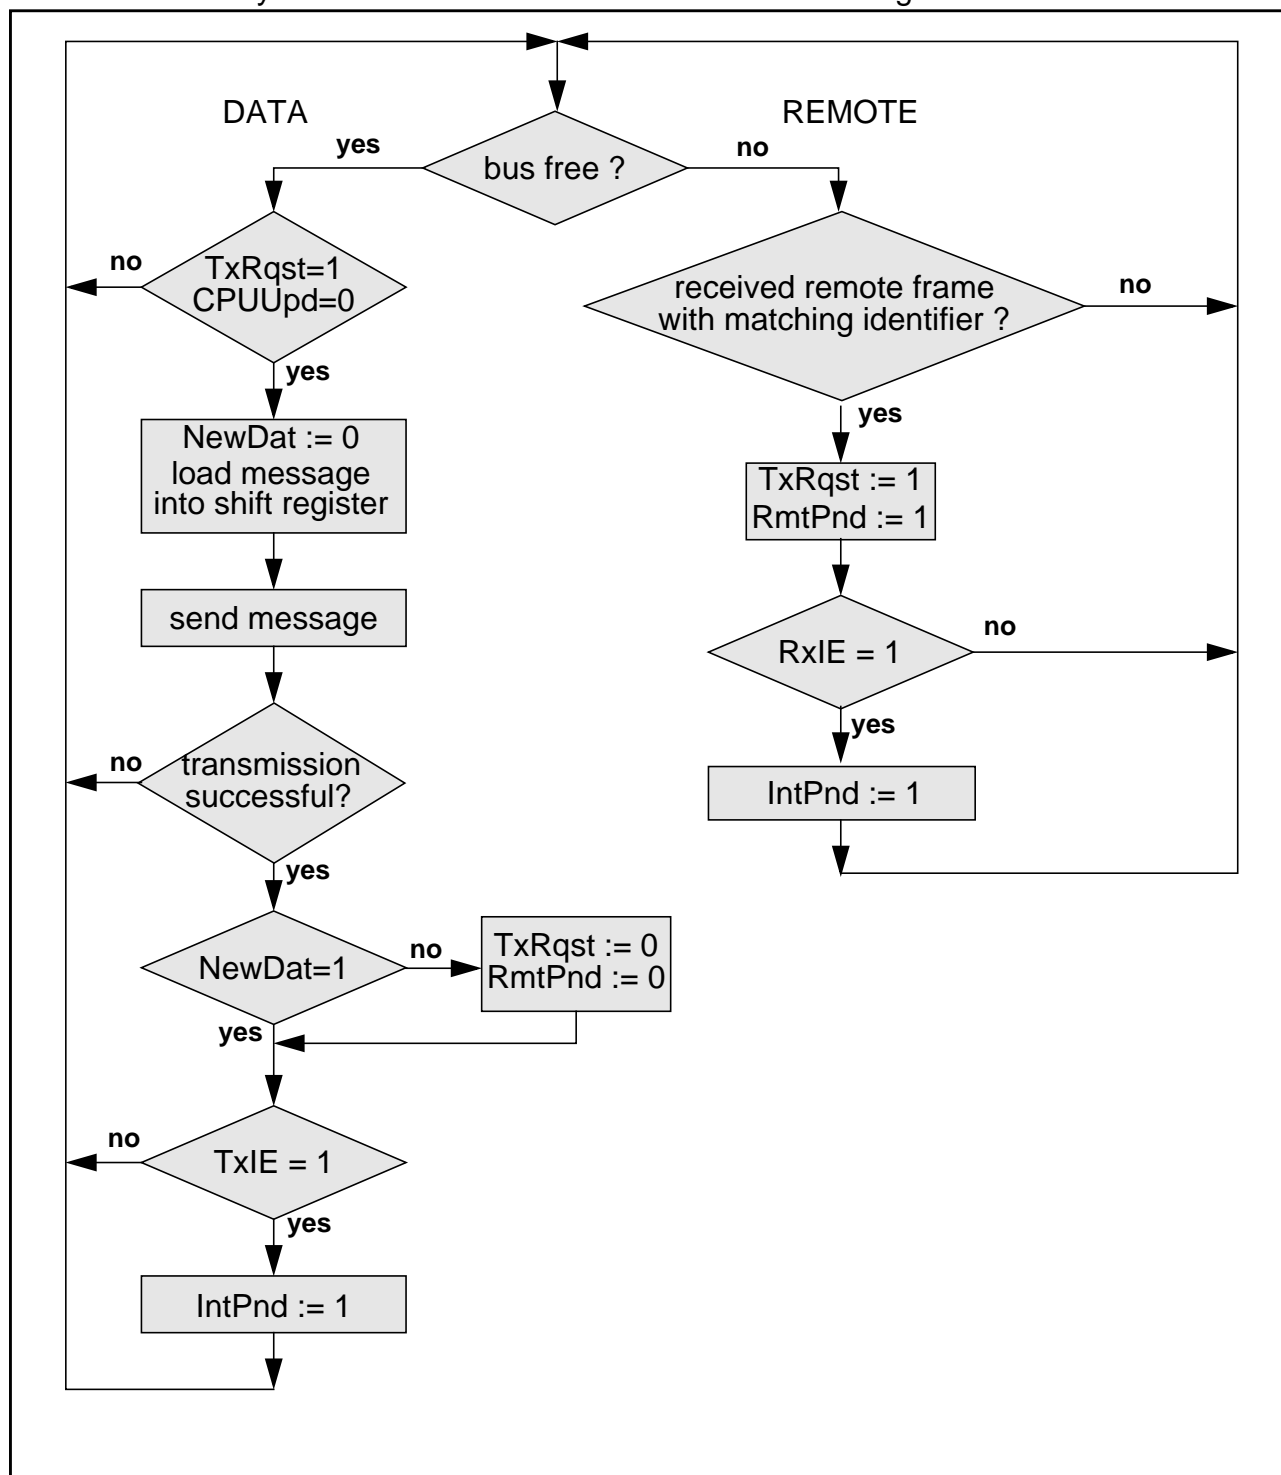 DATA
REMOTE
yes
bus free ?
no
no
TxRqst=1
CPUUpd=0
yes
NewDat := 0
load message
into shift register
send message
no
transmission
successful?
yes
NewDat=1
no
TxRqst := 0
RmtPnd := 0
yes
no
TxIE = 1
yes
IntPnd := 1
received remote frame
with matching identifier ?
no
yes
TxRqst := 1
RmtPnd := 1
RxIE = 1
no
yes
IntPnd := 1